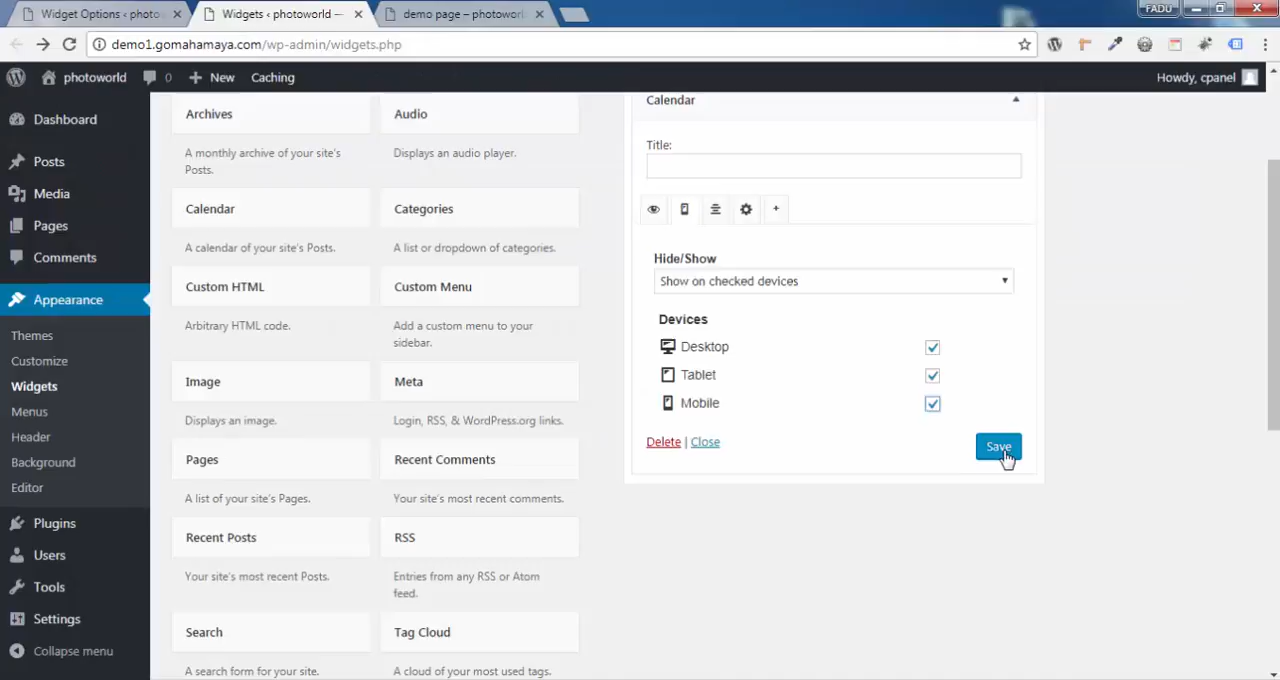 Widget Options ‹ photo
Widgets ‹ photoworld —
demo page – photoworl
FADU
demo1.gomahamaya.com/wp-admin/widgets.php
photoworld
0
+ New
Caching
Howdy, cpanel
Dashboard
Posts
Media
Pages
Comments
Appearance
Themes
Customize
Widgets
Menus
Header
Background
Editor
Plugins
Users
Tools
Settings
Collapse menu
Archives
A monthly archive of your site's
Posts.
Audio
Displays an audio player.
Calendar
A calendar of your site's Posts.
Categories
A list or dropdown of categories.
Custom HTML
Arbitrary HTML code.
Custom Menu
Add a custom menu to your
sidebar.
Image
Displays an image.
Meta
Login, RSS, & WordPress.org links.
Pages
A list of your site's Pages.
Recent Comments
Your site's most recent comments.
Recent Posts
Your site's most recent Posts.
RSS
Entries from any RSS or Atom
feed.
Search
A search form for your site.
Tag Cloud
A cloud of your most used tags.
Calendar
Title:
+
Hide/Show
Show on checked devices
Devices
Desktop
Tablet
Mobile
Delete | Close
Save